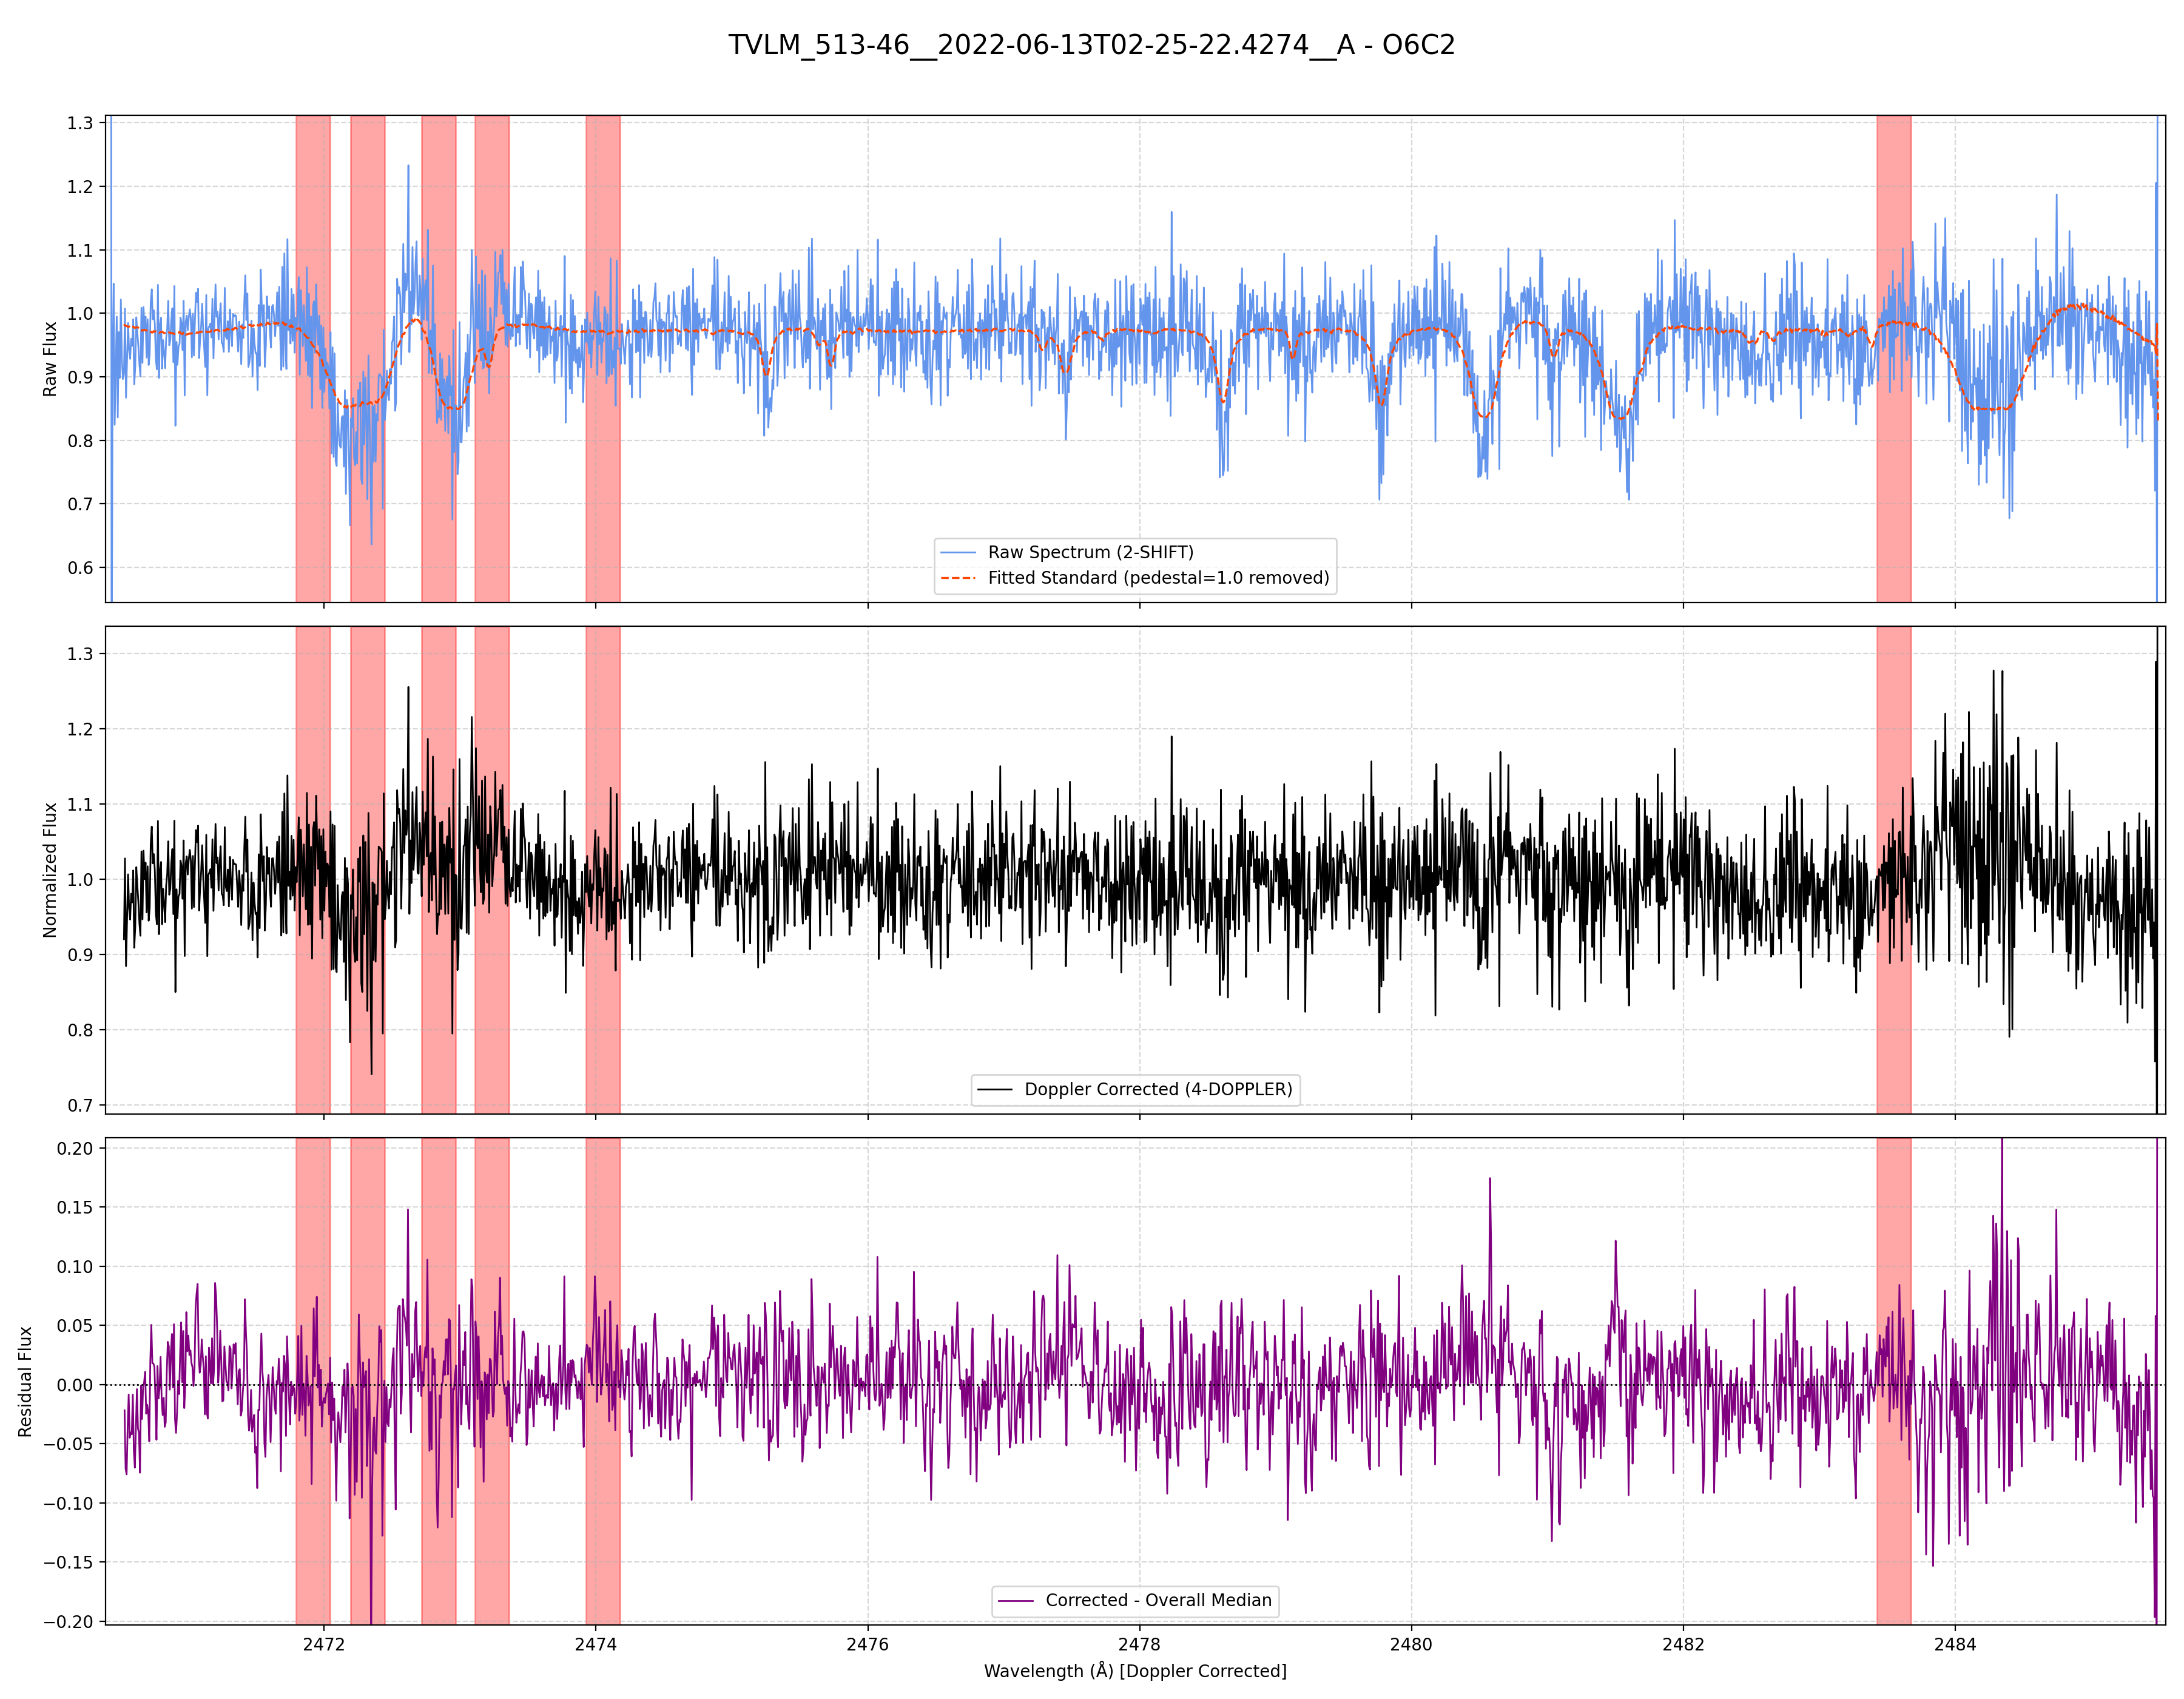 TVLM_513-46__2022-06-13T02-25-22.4274__A - O6C2
1.3
1.2
1.1
1.0
0.9
0.8
0.7
0.6
Raw Flux
Raw Spectrum (2-SHIFT)
Fitted Standard (pedestal=1.0 removed)
1.3
1.2
1.1
1.0
0.9
0.8
0.7
Normalized Flux
Doppler Corrected (4-DOPPLER)
0.20
0.15
0.10
0.05
0.00
−0.05
−0.10
−0.15
−0.20
Residual Flux
Corrected - Overall Median
2472 2474 2476 2478 2480 2482 2484
Wavelength (Å) [Doppler Corrected]